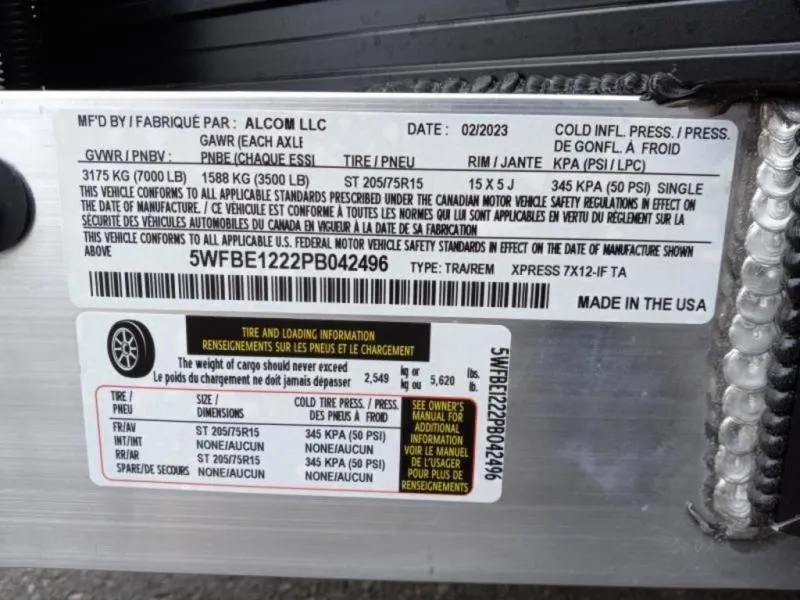 MF'D BY / FABRIQUÉ PAR : ALCOM LLC DATE : 02/2023 COLD INFL. PRESS. / PRESS.
GAWR (EACH AXLE DE GONFL. À FROID
GVWR / PNBV : PNBE (CHAQUE ESSI TIRE / PNEU RIM / JANTE KPA (PSI / LPC)
3175 KG (7000 LB) 1588 KG (3500 LB) ST 205/75R15 15 X 5 J 345 KPA (50 PSI) SINGLE
THIS VEHICLE CONFORMS TO ALL APPLICABLE STANDARDS PRESCRIBED UNDER THE CANADIAN MOTOR VEHICLE SAFETY REGULATIONS IN EFFECT ON
THE DATE OF MANUFACTURE. / CE VÉHICULE EST CONFORME À TOUTES LES NORMES QUI LUI SONT APPLICABLES EN VERTU DU RÉGLEMENT SUR LA
SÉCURITÉ DES VÉHICULES AUTOMOBILES DU CANADA EN VIGUEUR À LA DATE DE SA FABRICATION
THIS VEHICLE CONFORMS TO ALL APPLICABLE U.S. FEDERAL MOTOR VEHICLE SAFETY STANDARDS IN EFFECT ON THE DATE OF MANUFACTURE SHOWN
ABOVE 5WFBE1222PB042496 TYPE: TRA/REM XPRESS 7X12-IF TA
MADE IN THE USA
TIRE AND LOADING INFORMATION
RENSEIGNEMENTS SUR LES PNEUS ET LE CHARGEMENT
The weight of cargo should never exceed kg or lbs.
Le poids du chargement ne doit jamais dépasser 2,549 kg ou 5,620 lb.
TIRE / SIZE / COLD TIRE PRESS. / PRESS.
PNEU DIMENSIONS DES PNEUS À FROID
FR/AV ST 205/75R15 345 KPA (50 PSI)
INT/INT NONE/AUCUN NONE/AUCUN
RR/AR ST 205/75R15 345 KPA (50 PSI)
SPARE/DE SECOURS NONE/AUCUN NONE/AUCUN
SEE OWNER'S
MANUAL FOR
ADDITIONAL
INFORMATION
VOIR LE MANUEL
DE L'USAGER
POUR PLUS DE
RENSEIGNEMENTS
5WFBE1222PB042496